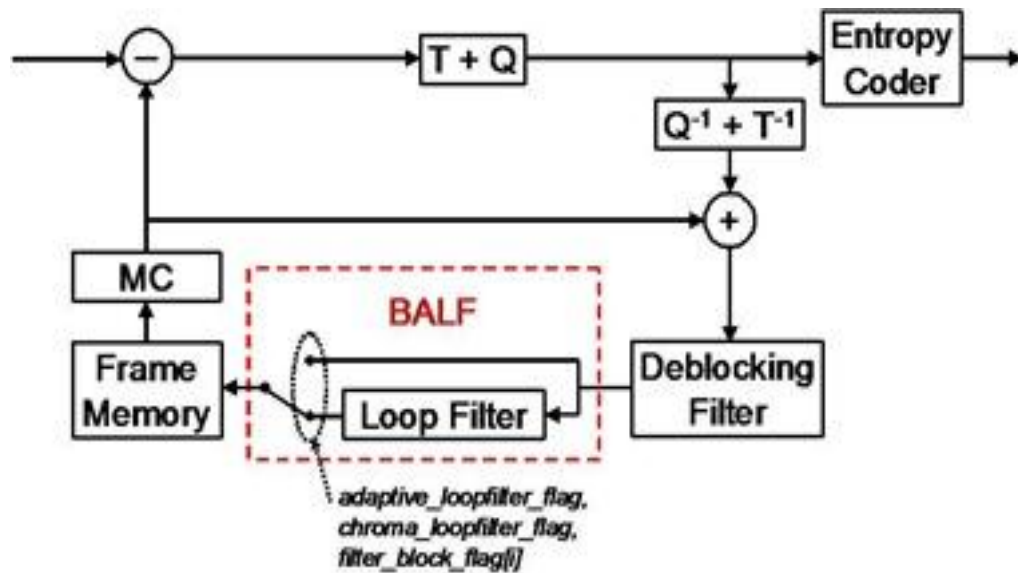 −
T + Q
Entropy
Coder
Q⁻¹ + T⁻¹
+
MC
BALF
Frame
Memory
Loop Filter
Deblocking
Filter
adaptive_loopfilter_flag,
chroma_loopfilter_flag,
filter_block_flag[i]